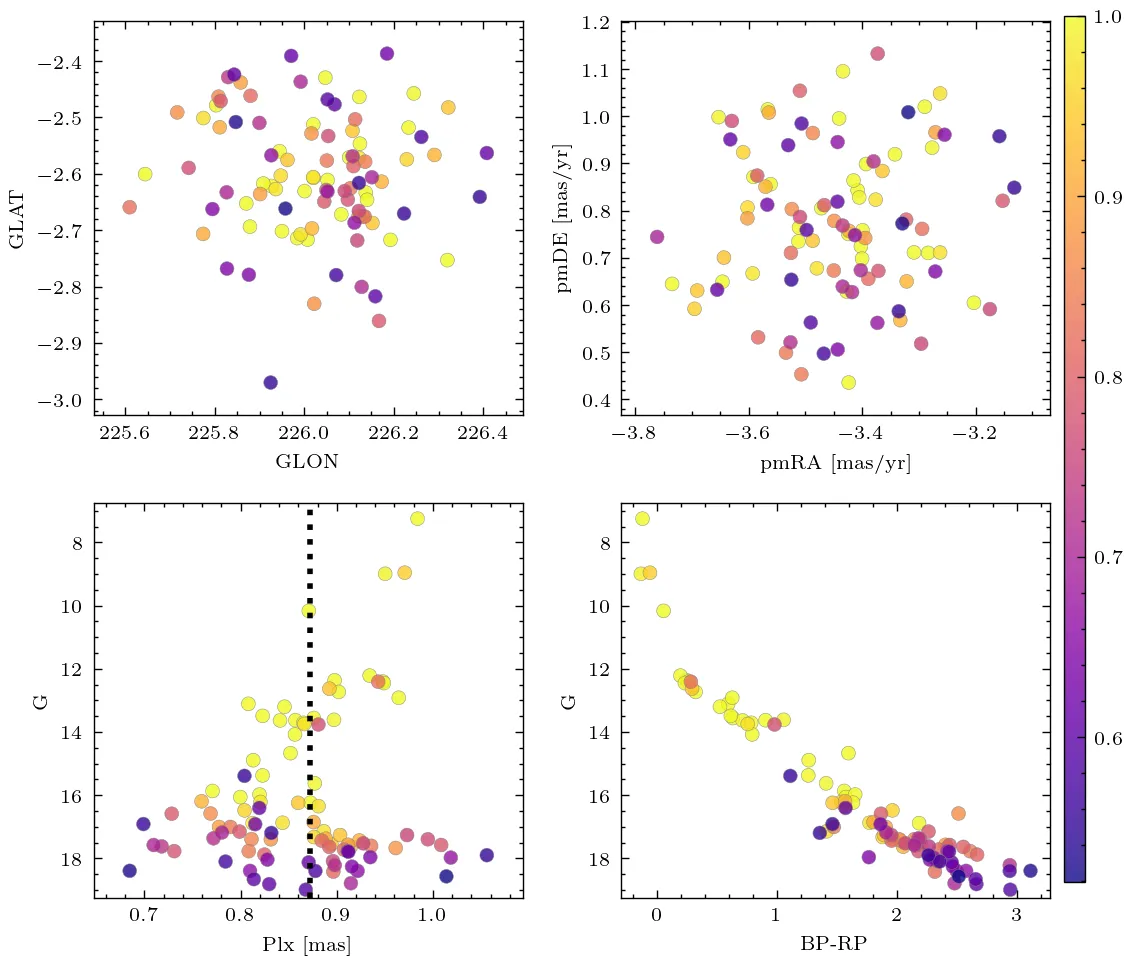 −2.4
−2.5
−2.6
−2.7
−2.8
−2.9
−3.0
GLAT
225.6 225.8 226.0 226.2 226.4
GLON
1.2
1.1
1.0
0.9
0.8
0.7
0.6
0.5
0.4
pmDE [mas/yr]
−3.8 −3.6 −3.4 −3.2
pmRA [mas/yr]
8
10
12
14
16
18
G
0.7 0.8 0.9 1.0
Plx [mas]
8
10
12
14
16
18
G
0 1 2 3
BP-RP
1.0
0.9
0.8
0.7
0.6